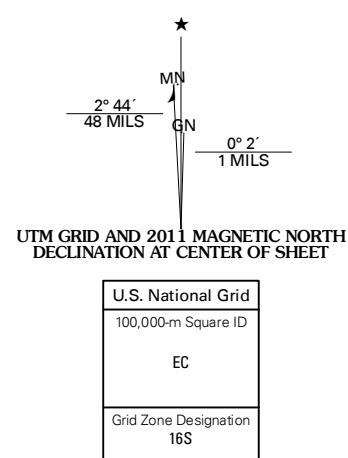 ★
MN
GN
2° 44´
48 MILS
0° 2´
1 MILS
UTM GRID AND 2011 MAGNETIC NORTH
DECLINATION AT CENTER OF SHEET
U.S. National Grid
100,000-m Square ID
EC
Grid Zone Designation
16S